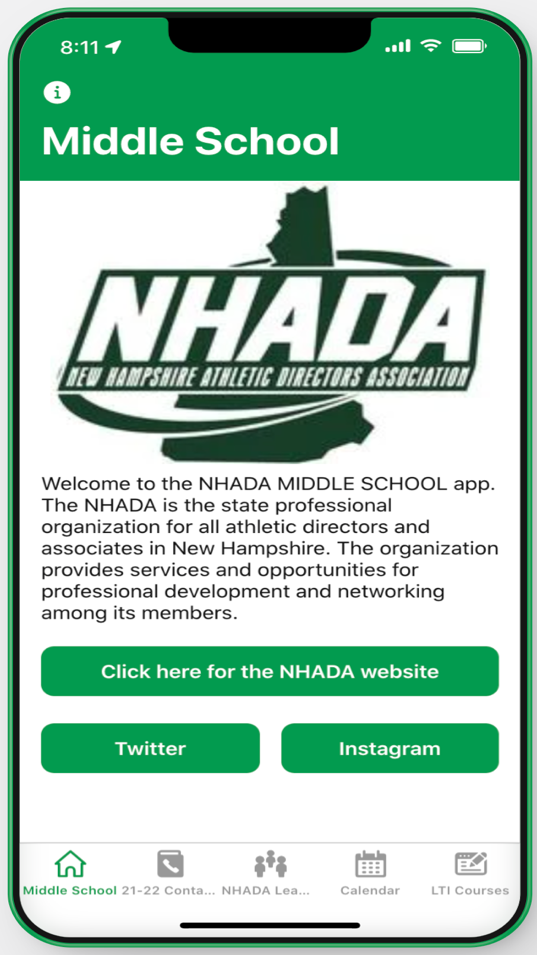 8:11
Middle School
NHADA
NEW HAMPSHIRE ATHLETIC DIRECTORS ASSOCIATION
Welcome to the NHADA MIDDLE SCHOOL app.
The NHADA is the state professional
organization for all athletic directors and
associates in New Hampshire. The organization
provides services and opportunities for
professional development and networking
among its members.
Click here for the NHADA website
Twitter Instagram
Middle School 21-22 Conta... NHADA Lea... Calendar LTI Courses